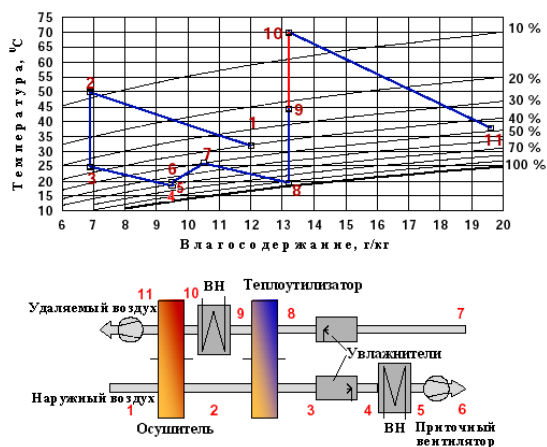 Температура, ⁰С
75
70
65
60
55
50
45
40
35
30
25
20
15
10
10 %
20 %
30 %
40 %
50 %
70 %
100 %
10
2
9
1
11
7
6
3
5
4
8
6 7 8 9 10 11 12 13 14 15 16 17 18 19 20
Влагосодержание, г/кг
Теплоутилизатор
ВН
11 10 9 8 7
Удаляемый воздух
Увлажнители
Наружный воздух
1 2 3 4 5 6
ВН
Осушитель
Приточный
вентилятор